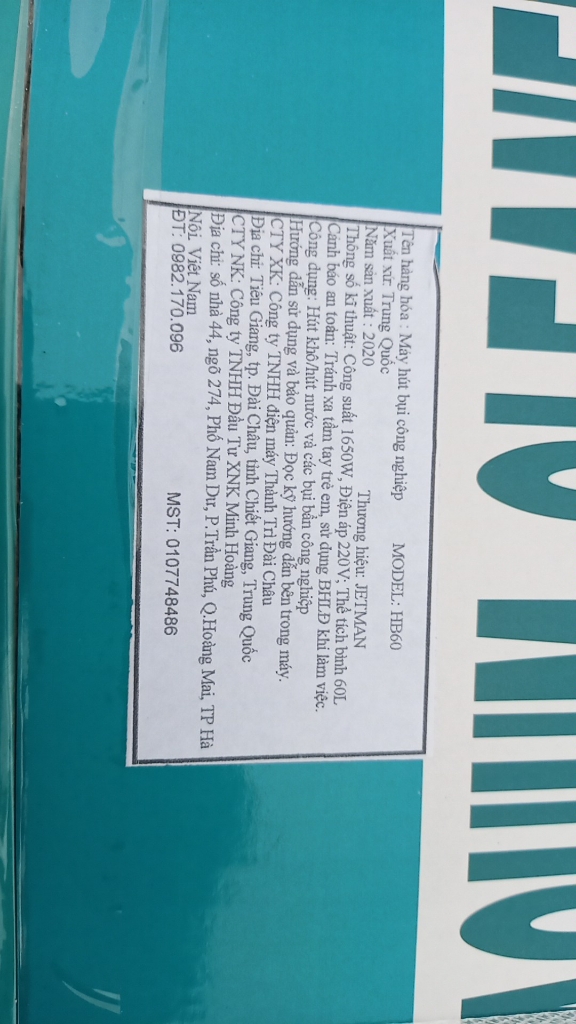 Tên hàng hóa : Máy hút bụi công nghiệp MODEL: HB60
Xuất xứ: Trung Quốc
Năm sản xuất : 2020 Thương hiệu: JETMAN
Thông số kĩ thuật: Công suất 1650W, Điện áp 220V; Thể tích bình 60L
Cảnh báo an toàn: Tránh xa tầm tay trẻ em, sử dụng BHLĐ khi làm việc.
Công dụng: Hút khô/hút nước và các bụi bẩn công nghiệp
Hướng dẫn sử dụng và bảo quản: Đọc kỹ hướng dẫn bên trong máy.
CTY XK: Công ty TNHH điện máy Thành Trì Đài Châu
Địa chỉ: Tiêu Giang, tp. Đài Châu, tỉnh Chiết Giang, Trung Quốc
CTY NK: Công ty TNHH Đầu Tư XNK Minh Hoàng
Địa chỉ: số nhà 44, ngõ 274, Phố Nam Dư, P.Trần Phú, Q.Hoàng Mai, TP Hà
Nội, Việt Nam
ĐT: 0982.170.096 MST: 0107748486